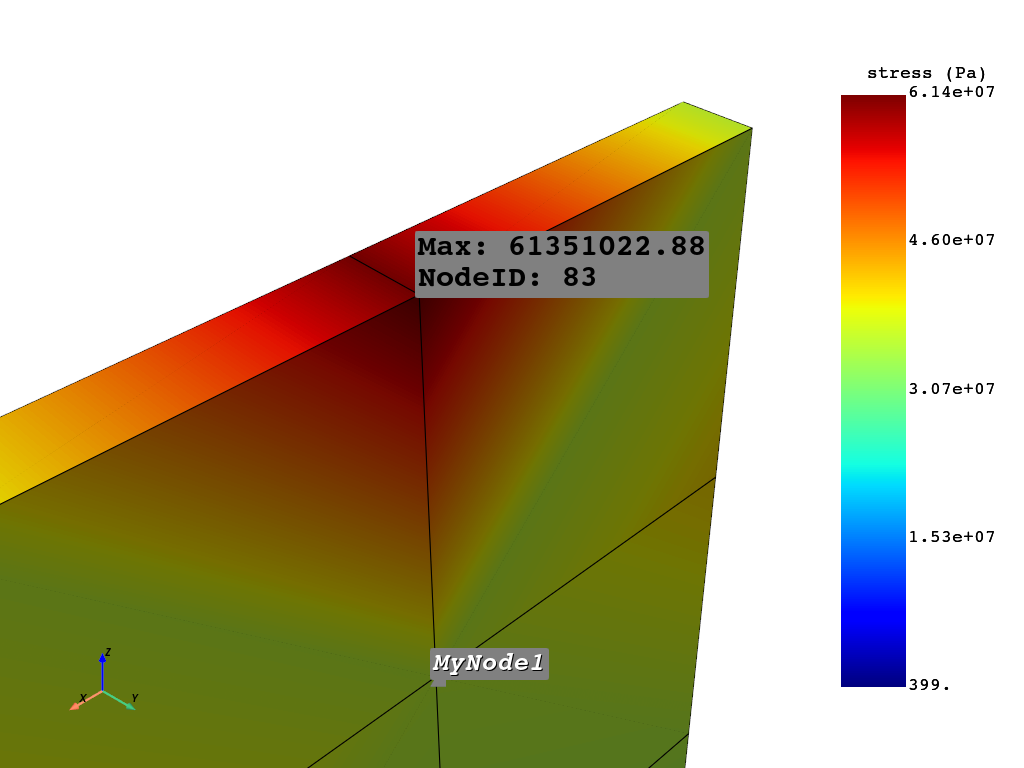 stress (Pa)
6.14e+07
Max: 61351022.88
NodeID: 83
4.60e+07
3.07e+07
1.53e+07
MyNode1
399.
Z
X
Y